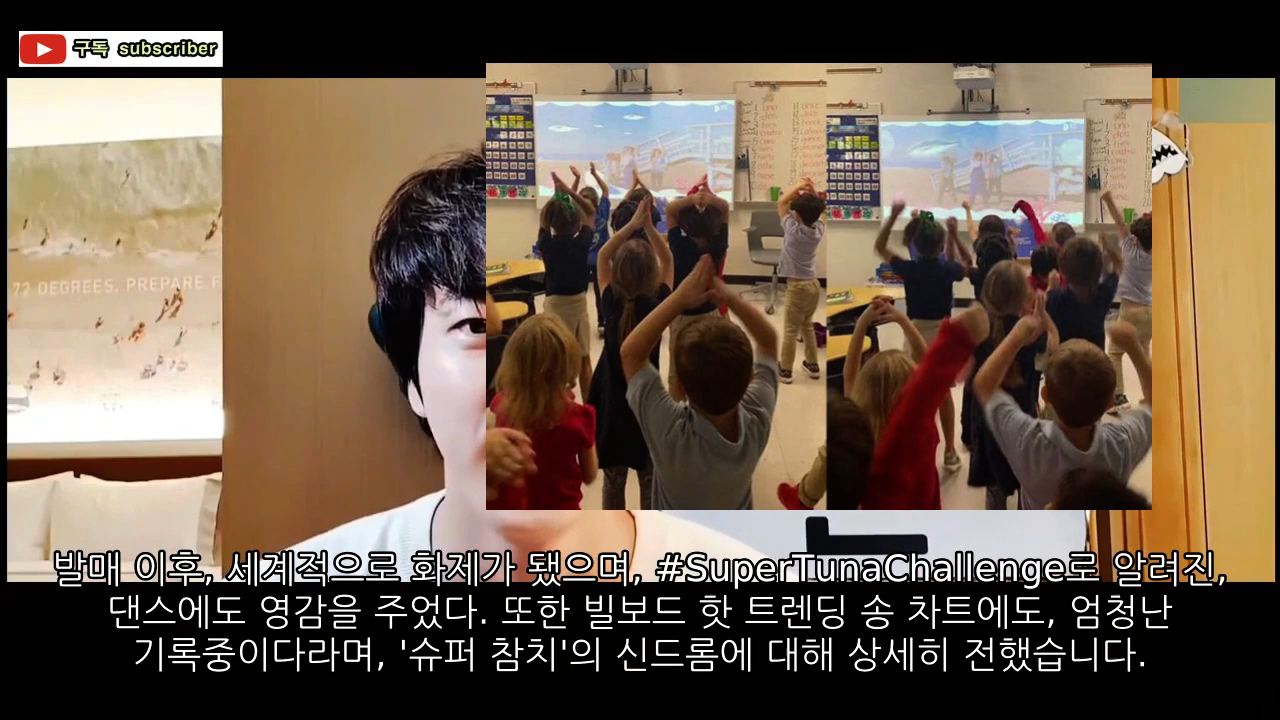 구독 subscriber
72 DEGREES. PREPARE F
발매 이후, 세계적으로 화제가 됐으며, #SuperTunaChallenge로 알려진,
댄스에도 영감을 주었다. 또한 빌보드 핫 트렌딩 송 차트에도, 엄청난
기록중이다라며, '슈퍼 참치'의 신드롬에 대해 상세히 전했습니다.